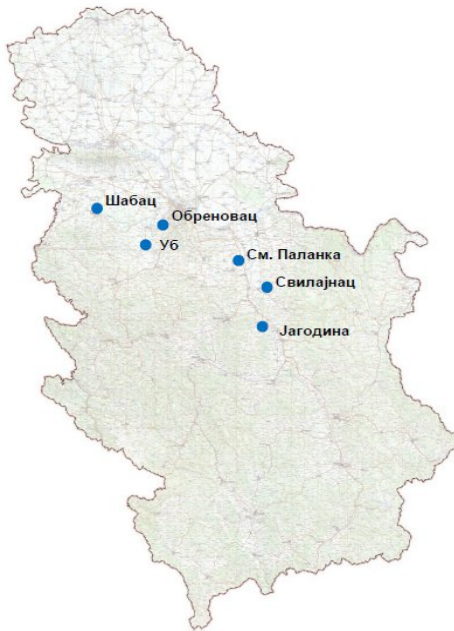 Шабац
Обреновац
Уб
См. Паланка
Свилајнац
Јагодина